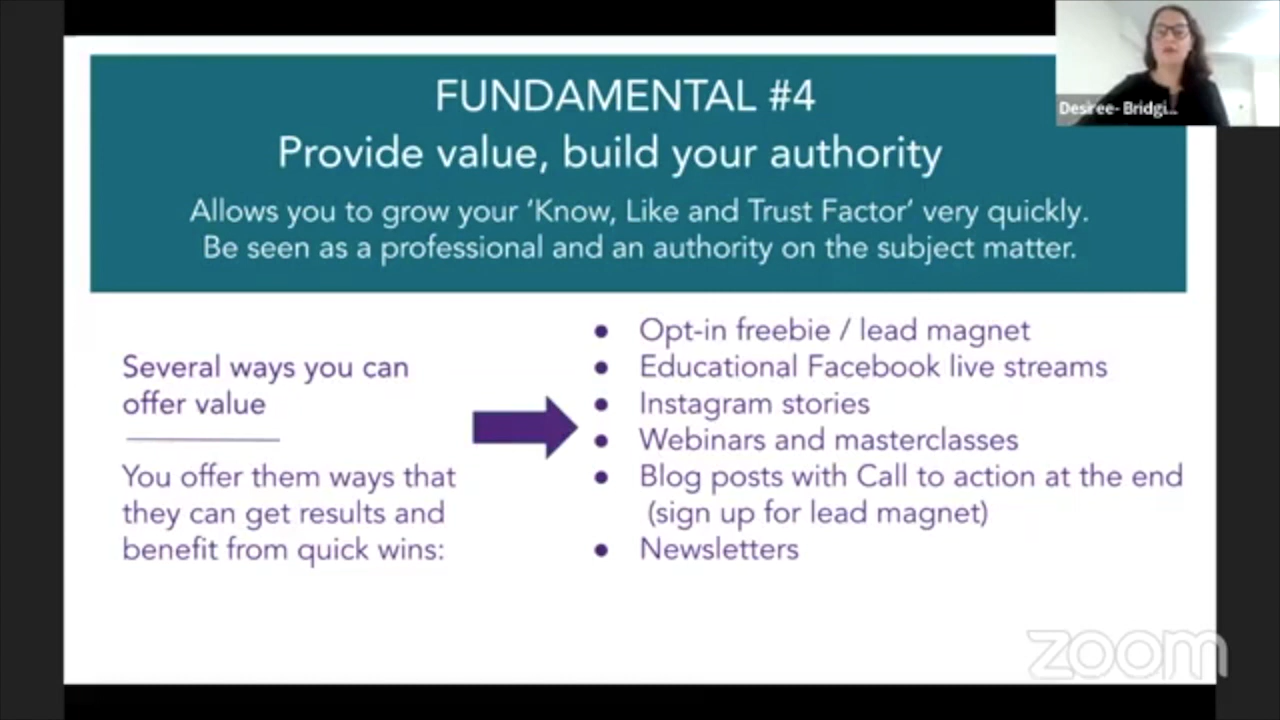 FUNDAMENTAL #4
Provide value, build your authority
Allows you to grow your ‘Know, Like and Trust Factor’ very quickly.
Be seen as a professional and an authority on the subject matter.
Several ways you can
offer value
You offer them ways that
they can get results and
benefit from quick wins:
● Opt-in freebie / lead magnet
● Educational Facebook live streams
● Instagram stories
● Webinars and masterclasses
● Blog posts with Call to action at the end
(sign up for lead magnet)
● Newsletters
Desiree- Bridgi...
zoom